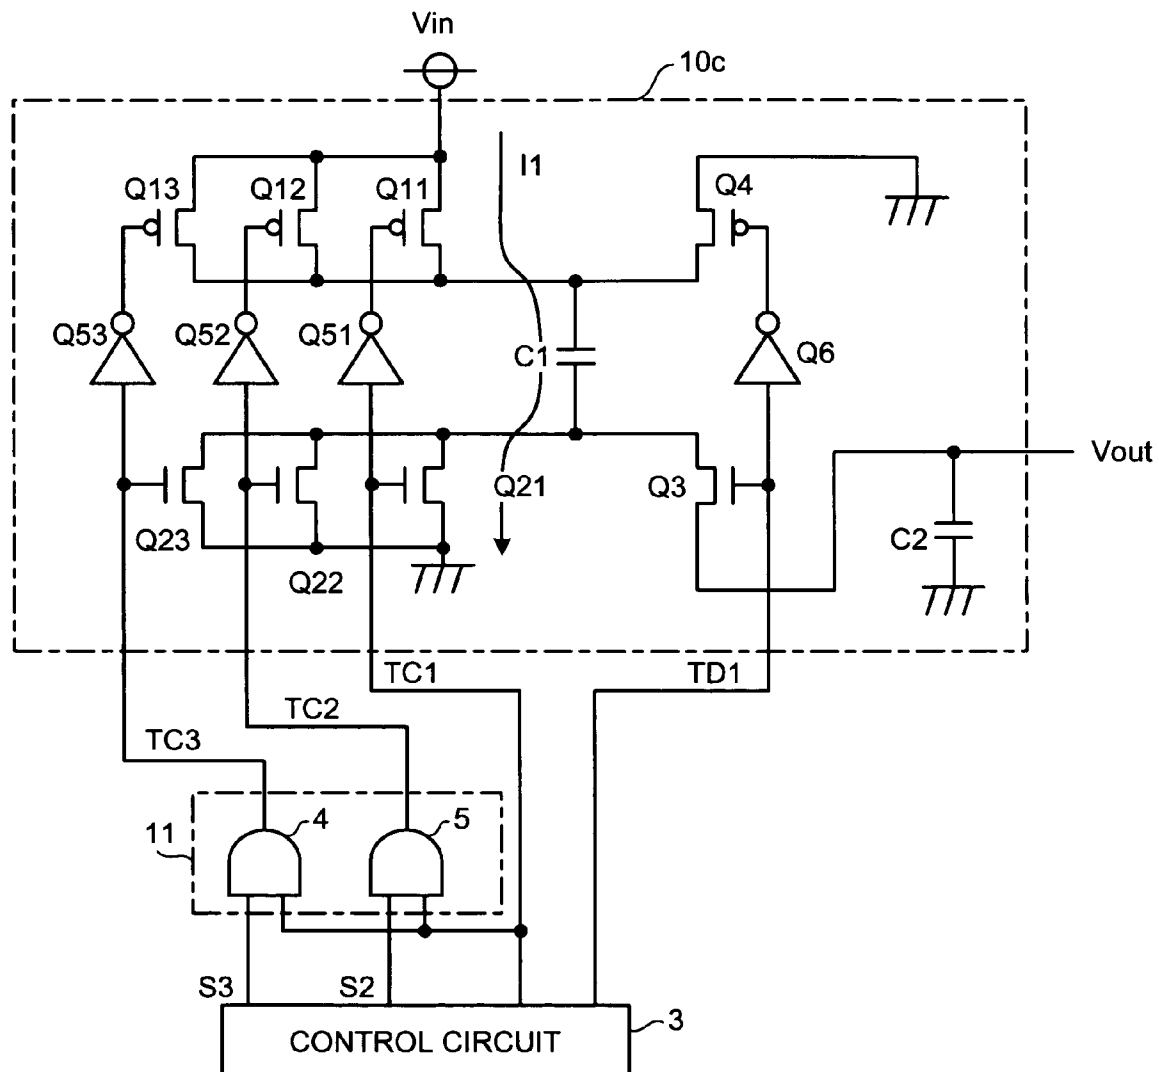 Vin
10c
I1
Q13
Q12
Q11
Q4
Q53
Q52
Q51
C1
Q6
Vout
Q21
Q3
Q23
C2
Q22
TC1
TD1
TC2
TC3
4
5
11
S3
S2
3
CONTROL CIRCUIT